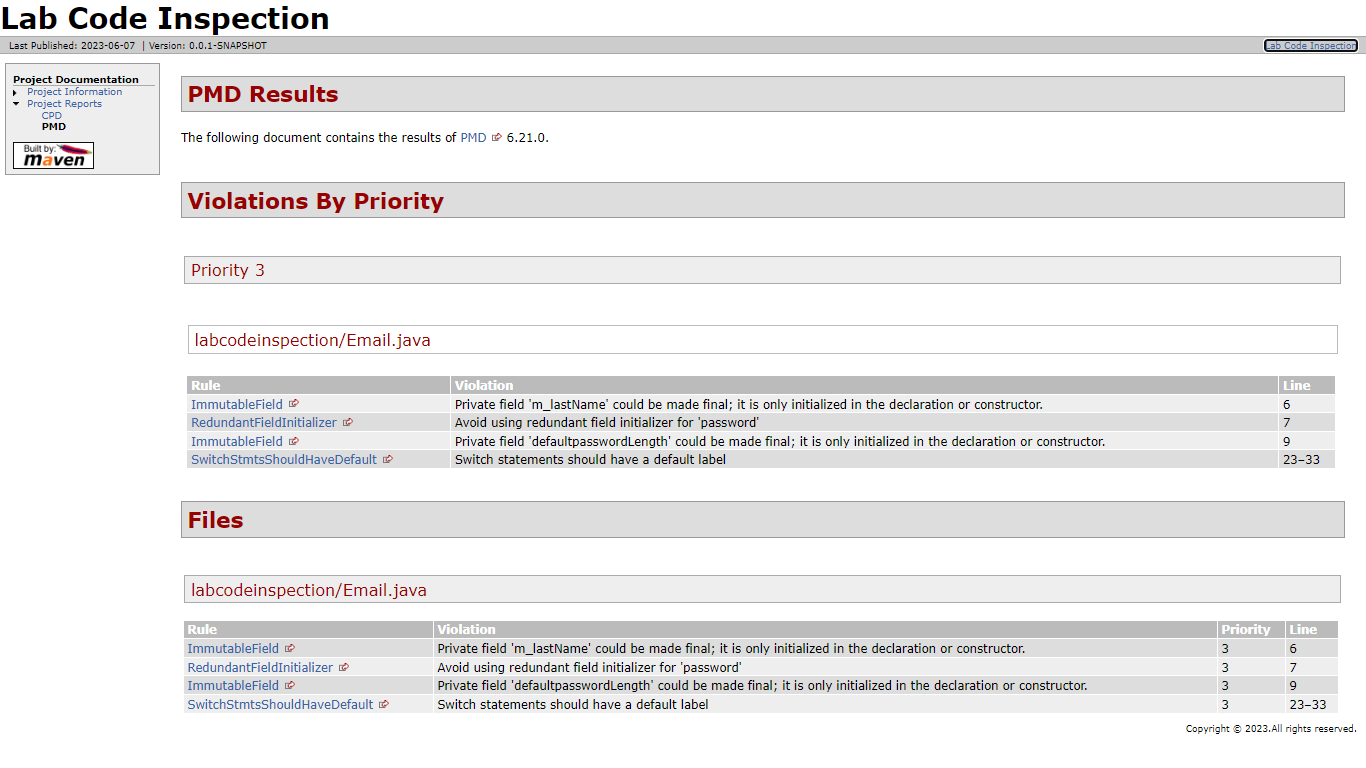 Lab Code Inspection
Last Published: 2023-06-07 | Version: 0.0.1-SNAPSHOT Lab Code Inspection
Project Documentation
Project Information
Project Reports
CPD
PMD
Built by:
maven
PMD Results
The following document contains the results of PMD 6.21.0.
Violations By Priority
Priority 3
labcodeinspection/Email.java
Rule Violation Line
ImmutableField Private field 'm_lastName' could be made final; it is only initialized in the declaration or constructor. 6
RedundantFieldInitializer Avoid using redundant field initializer for 'password' 7
ImmutableField Private field 'defaultpasswordLength' could be made final; it is only initialized in the declaration or constructor. 9
SwitchStmtsShouldHaveDefault Switch statements should have a default label 23–33
Files
labcodeinspection/Email.java
Rule Violation Priority Line
ImmutableField Private field 'm_lastName' could be made final; it is only initialized in the declaration or constructor. 3 6
RedundantFieldInitializer Avoid using redundant field initializer for 'password' 3 7
ImmutableField Private field 'defaultpasswordLength' could be made final; it is only initialized in the declaration or constructor. 3 9
SwitchStmtsShouldHaveDefault Switch statements should have a default label 3 23–33
Copyright © 2023.All rights reserved.